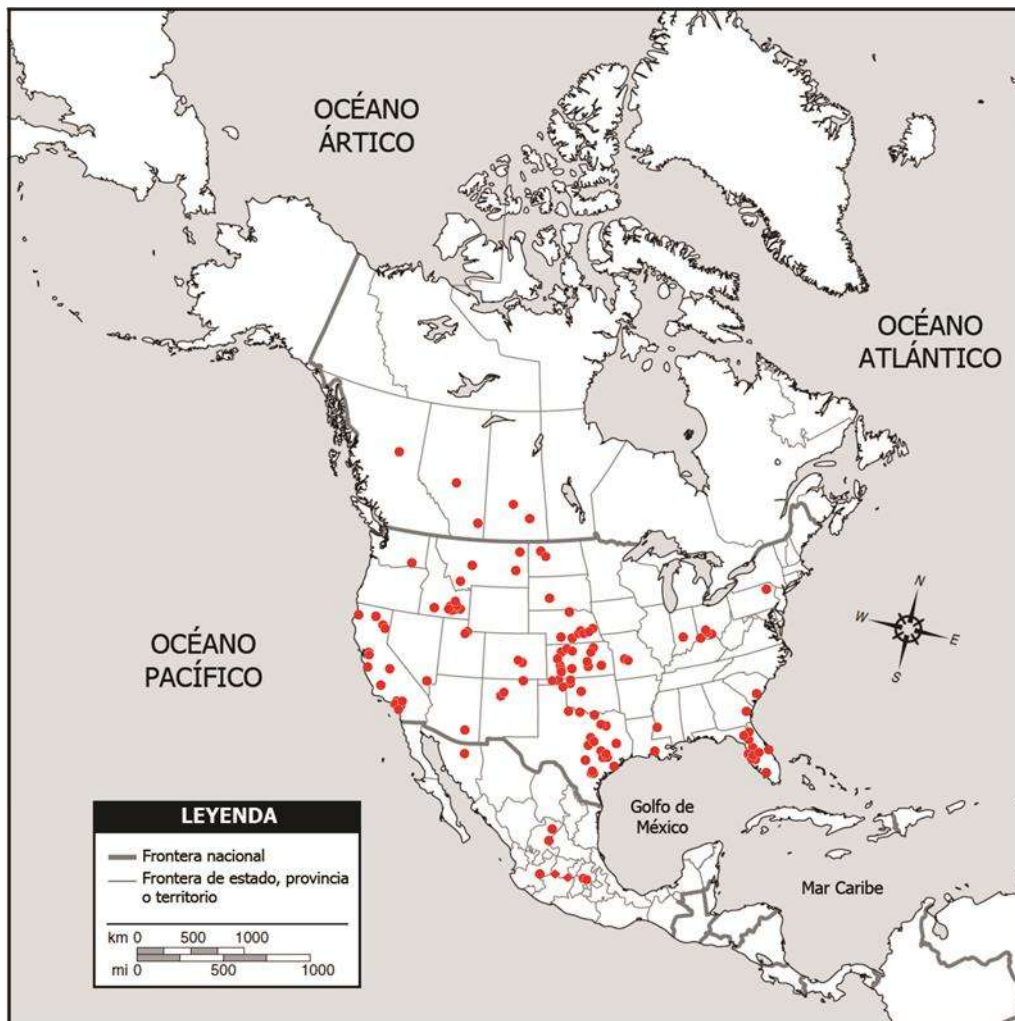 OCÉANO
ÁRTICO
OCÉANO
ATLÁNTICO
OCÉANO
PACÍFICO
N
W
E
S
Golfo de
México
Mar Caribe
LEYENDA
Frontera nacional
Frontera de estado, provincia
o territorio
km 0 500 1000
mi 0 500 1000